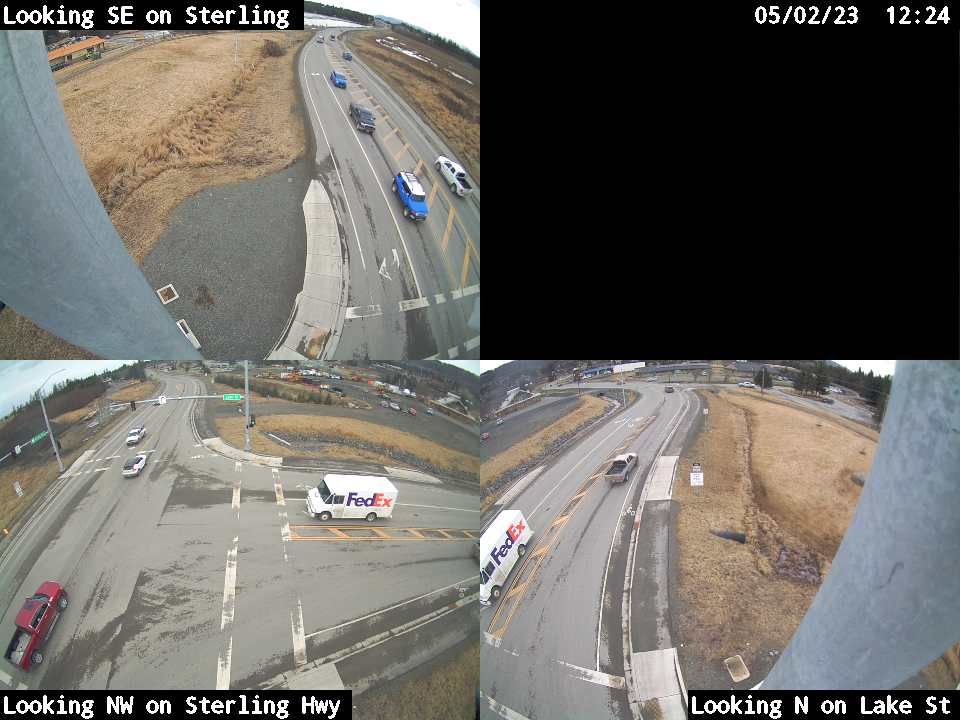 Looking SE on Sterling
05/02/23 12:24
FedEx
FedEx
Looking NW on Sterling Hwy
Looking N on Lake St